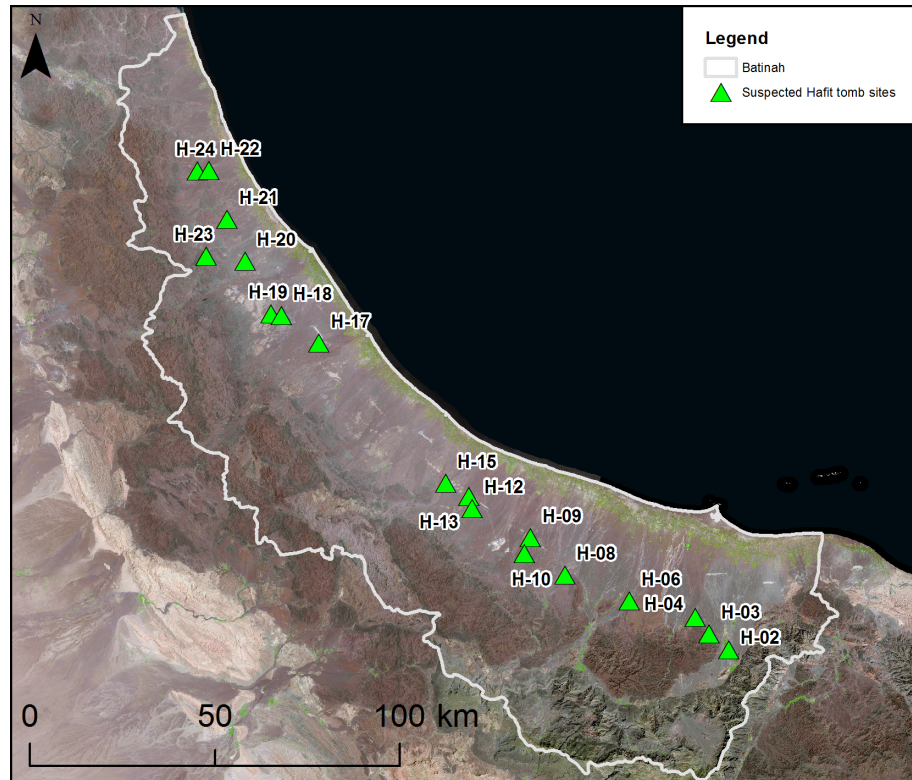 N
Legend
Batinah
Suspected Hafit tomb sites
H-24
H-22
H-21
H-23
H-20
H-19
H-18
H-17
H-15
H-12
H-13
H-09
H-08
H-10
H-06
H-04
H-03
H-02
0 50 100 km